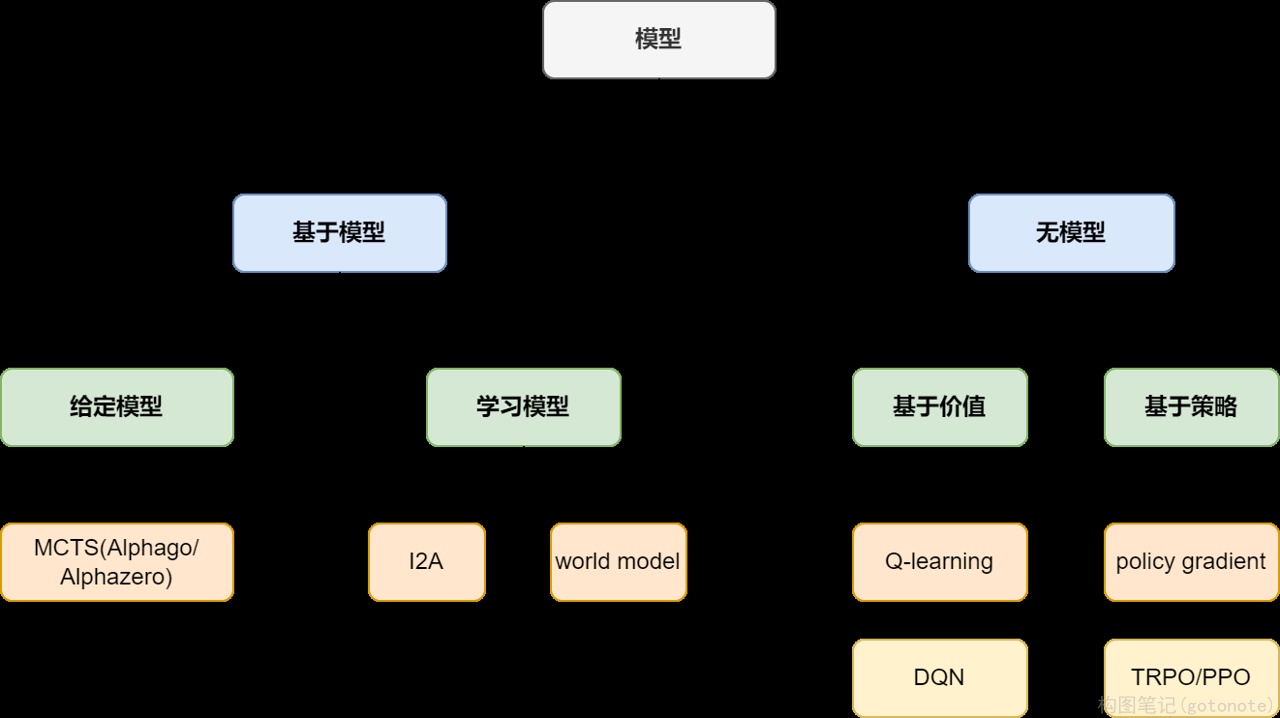 模型
基于模型
无模型
给定模型
学习模型
基于价值
基于策略
MCTS(Alphago/
Alphazero)
I2A
world model
Q-learning
policy gradient
DQN
TRPO/PPO
构图笔记(gotonote)